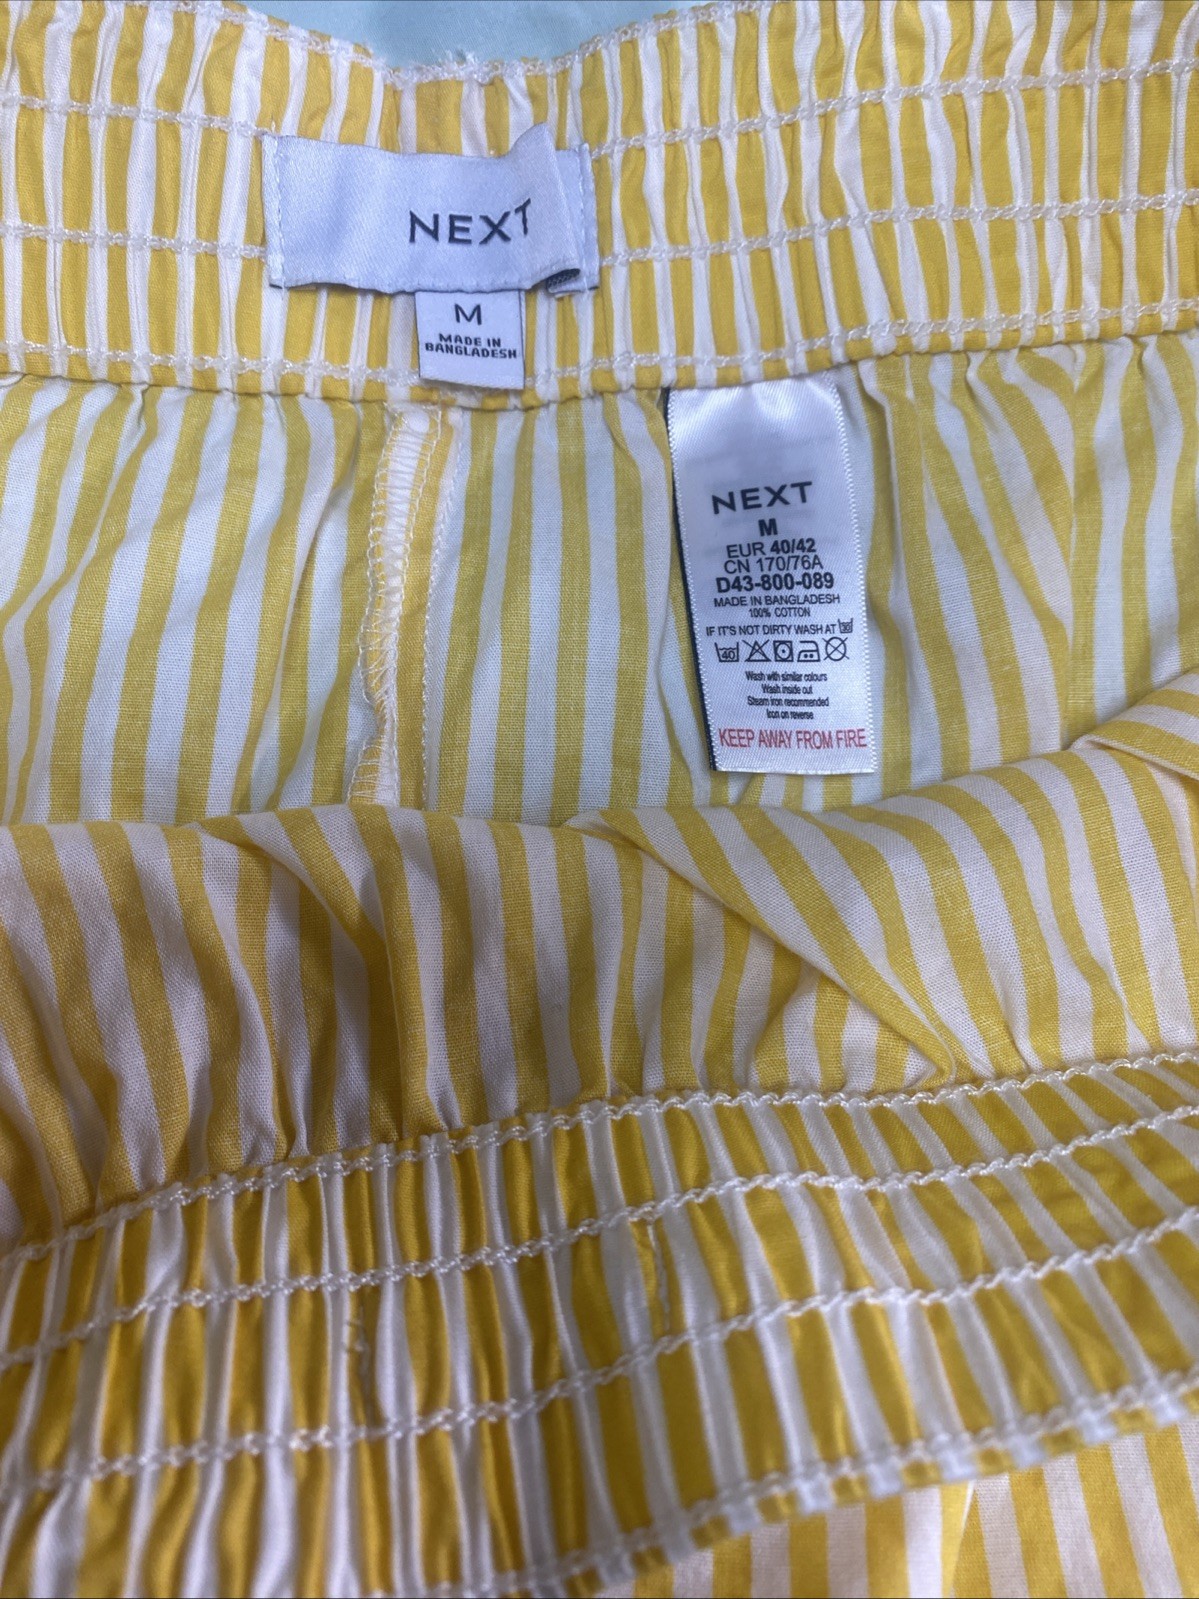 NEXT
M
MADE IN
BANGLADESH
NEXT
M
EUR 40/42
CN 170/76A
D43-800-089
MADE IN BANGLADESH
100% COTTON
IF IT'S NOT DIRTY WASH AT 30
40
Wash with similar colours
Wash inside out
Steam iron recommended
Iron on reverse
KEEP AWAY FROM FIRE